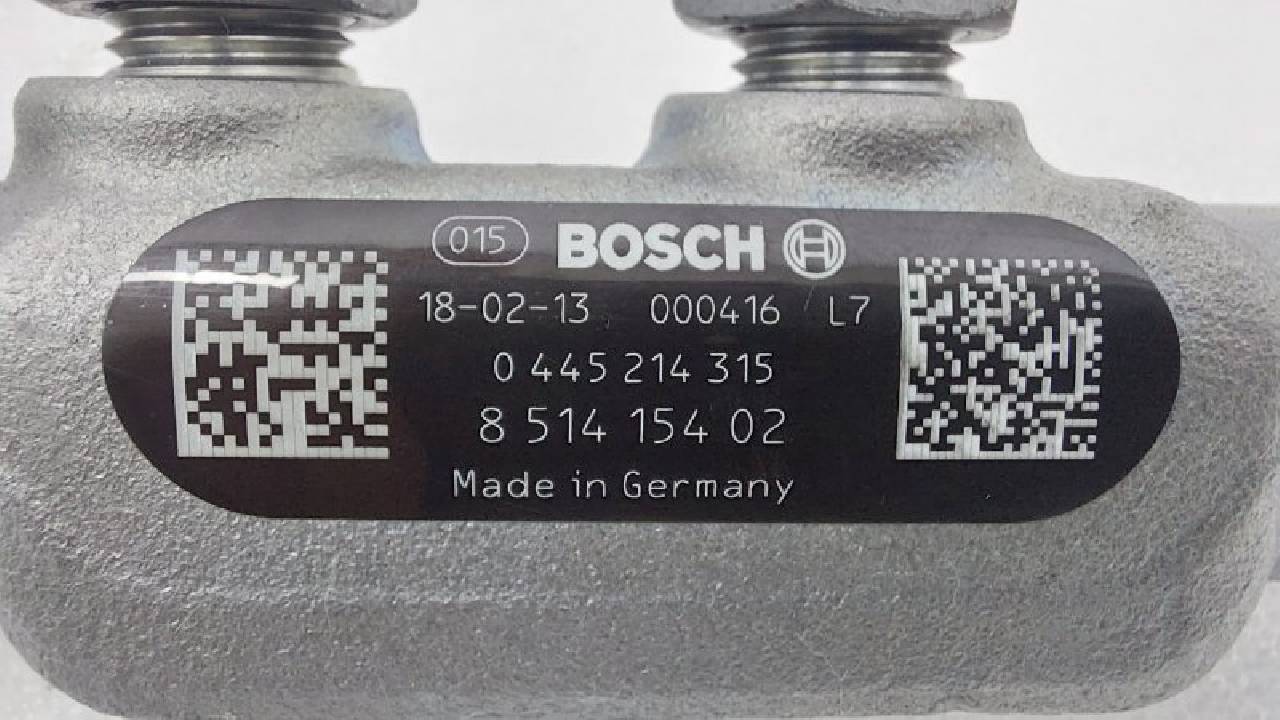 015 BOSCH
18-02-13 000416 L7
0 445 214 315
8 514 154 02
Made in Germany